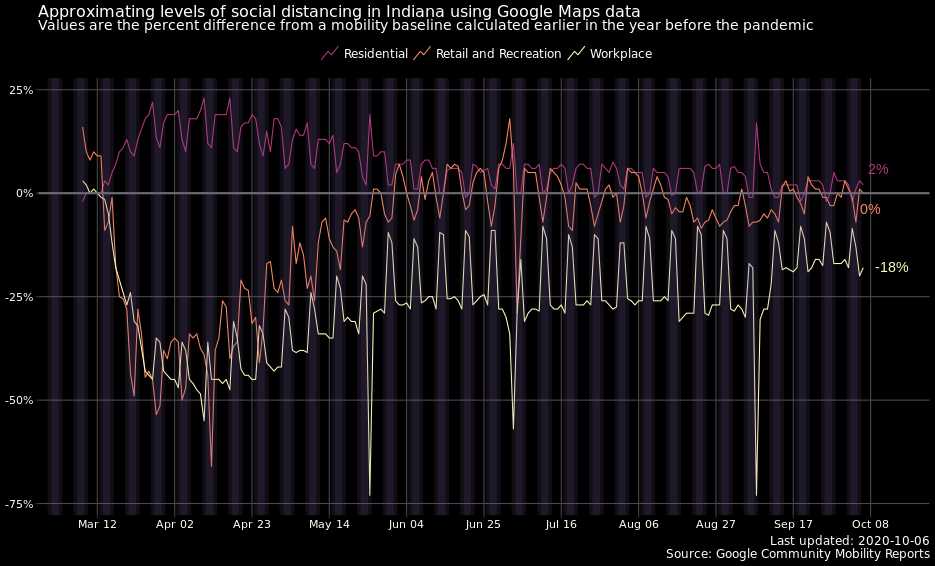 Approximating levels of social distancing in Indiana using Google Maps data
Values are the percent difference from a mobility baseline calculated earlier in the year before the pandemic
Residential Retail and Recreation Workplace
25%
0%
-25%
-50%
-75%
2%
0%
-18%
Mar 12 Apr 02 Apr 23 May 14 Jun 04 Jun 25 Jul 16 Aug 06 Aug 27 Sep 17 Oct 08
Last updated: 2020-10-06
Source: Google Community Mobility Reports